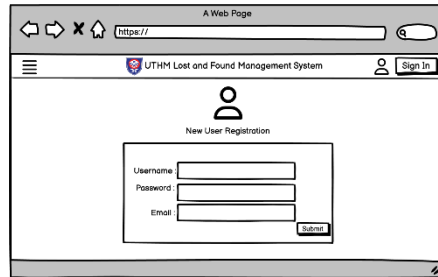 A Web Page
https://
UTHM Lost and Found Management System
Sign In
New User Registration
Username :
Password :
Email :
Submit